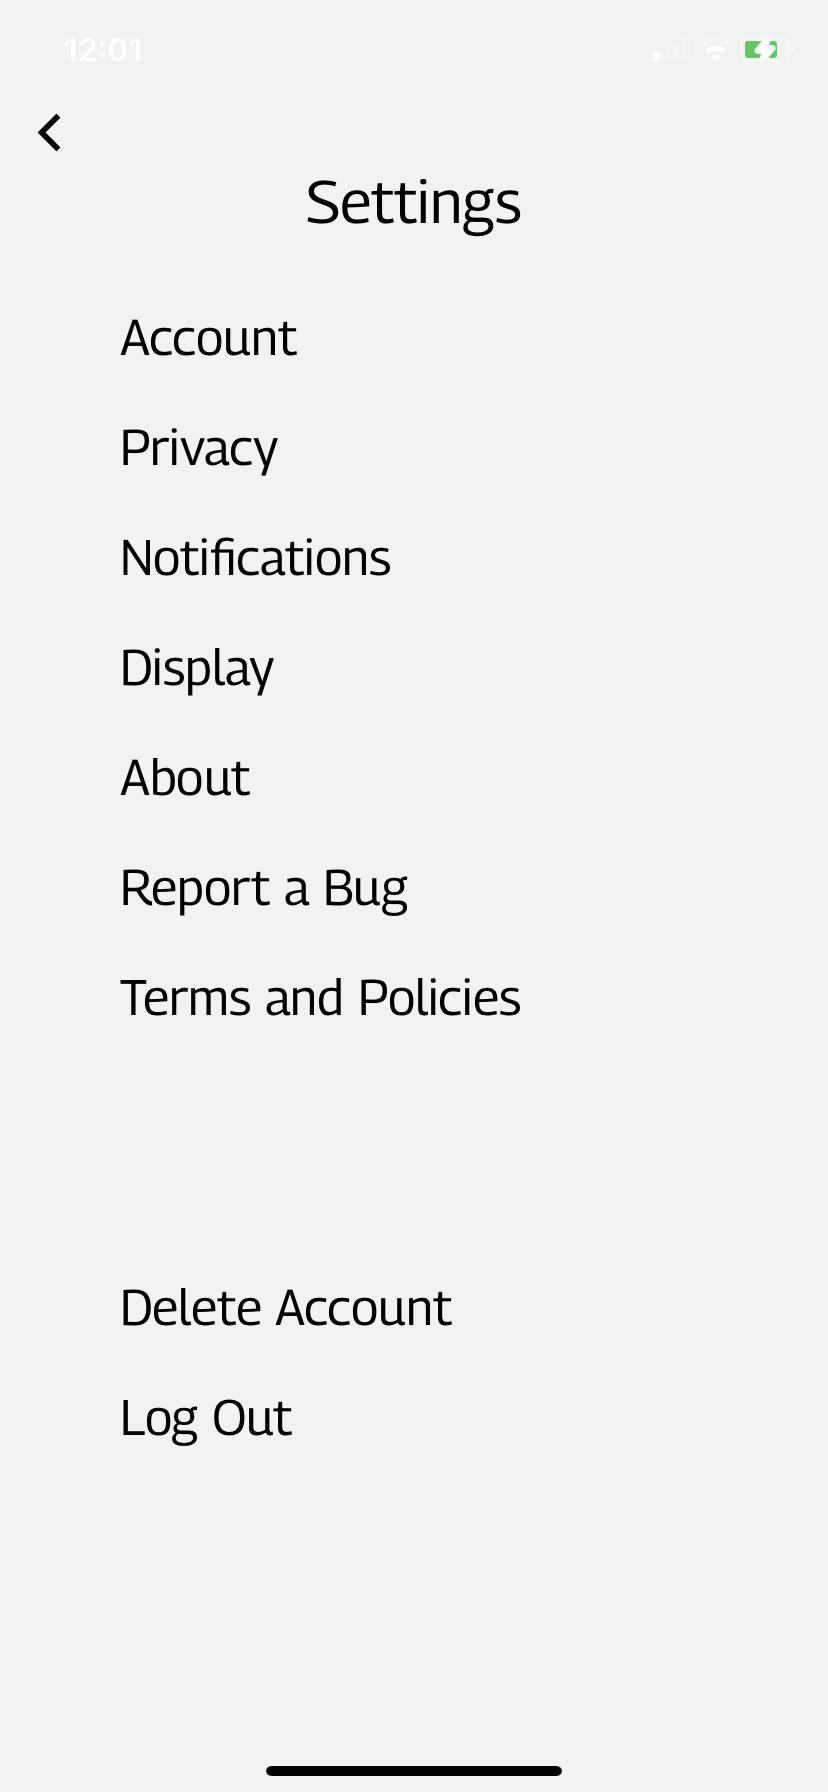 12:01
Settings
Account
Privacy
Notifications
Display
About
Report a Bug
Terms and Policies
Delete Account
Log Out